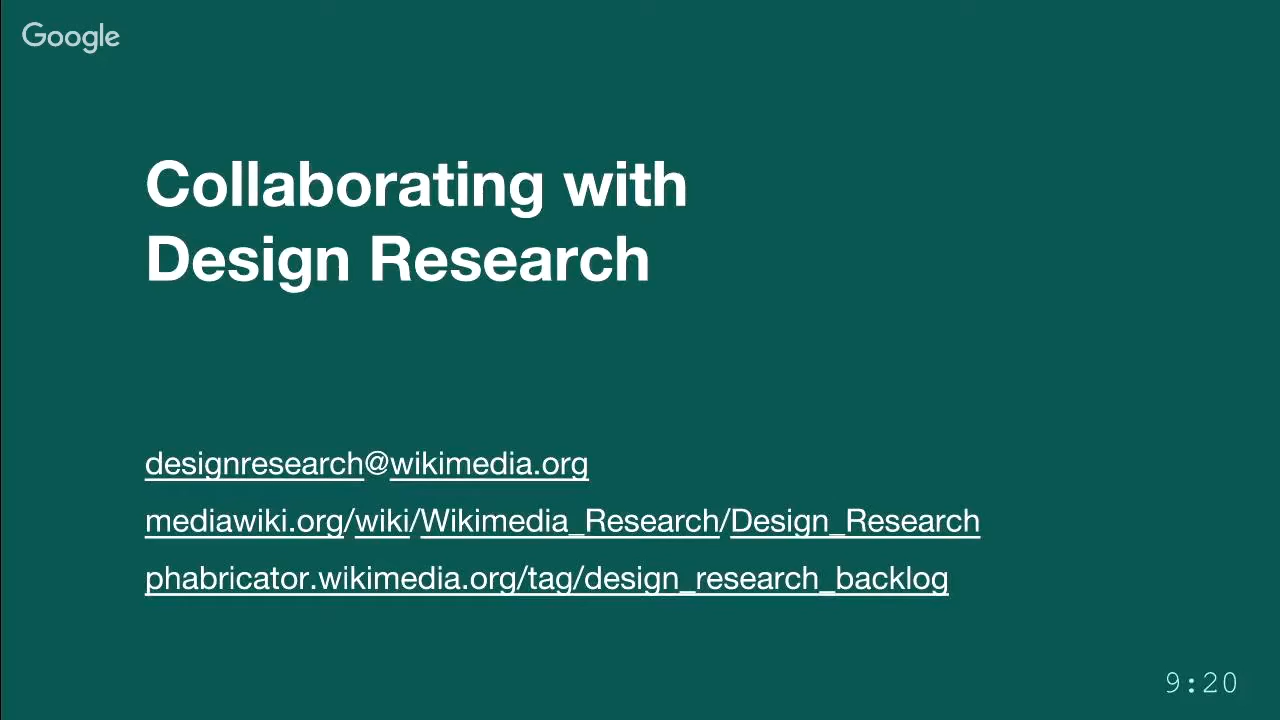 Google
Collaborating with
Design Research
designresearch@wikimedia.org
mediawiki.org/wiki/Wikimedia_Research/Design_Research
phabricator.wikimedia.org/tag/design_research_backlog
9:20